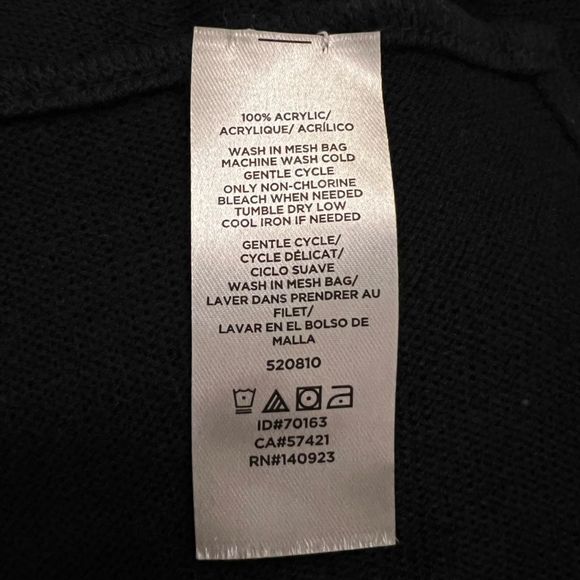 100% ACRYLIC/
ACRYLIQUE/ ACRÍLICO
WASH IN MESH BAG
MACHINE WASH COLD
GENTLE CYCLE
ONLY NON-CHLORINE
BLEACH WHEN NEEDED
TUMBLE DRY LOW
COOL IRON IF NEEDED
GENTLE CYCLE/
CYCLE DÉLICAT/
CICLO SUAVE
WASH IN MESH BAG/
LAVER DANS PRENDRER AU
FILET/
LAVAR EN EL BOLSO DE
MALLA
520810
ID#70163
CA#57421
RN#140923